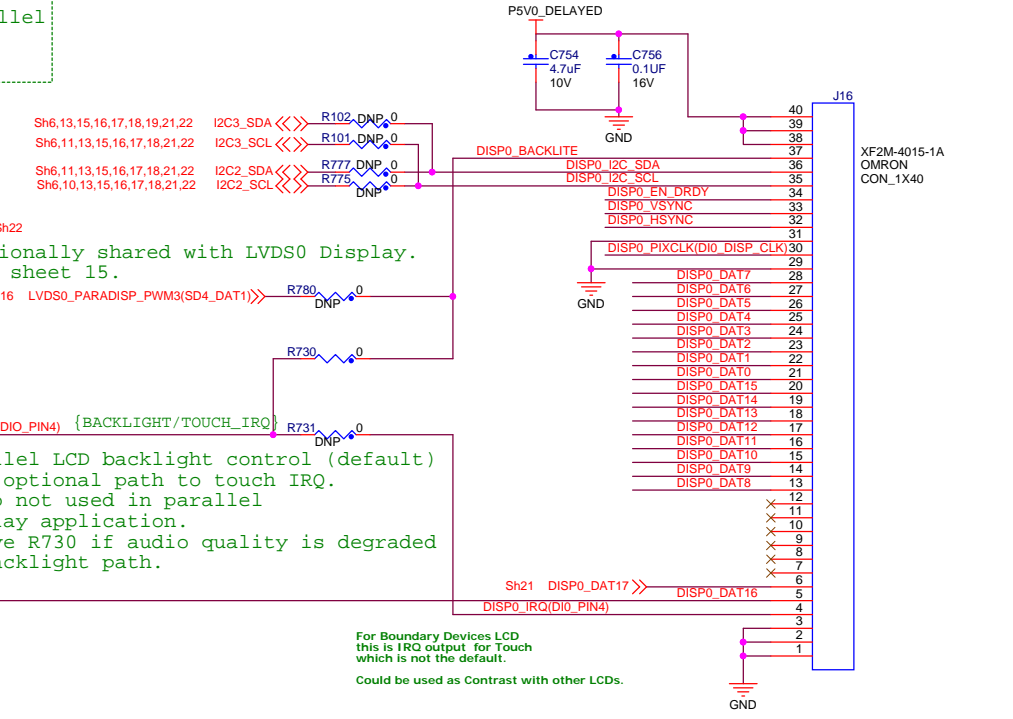 llel
P5V0_DELAYED
C754
4.7uF
10V
C756
0.1UF
16V
GND
J16
XF2M-4015-1A
OMRON
CON_1X40
Sh6,13,15,16,17,18,19,21,22 I2C3_SDA R102 DNP 0
Sh6,11,13,15,16,17,18,21,22 I2C3_SCL R101 DNP 0
Sh6,11,13,15,16,17,18,21,22 I2C2_SDA R777 DNP 0
Sh6,10,13,15,16,17,18,21,22 I2C2_SCL R775 DNP 0
Sh22
ionally shared with LVDS0 Display.
sheet 15.
16 LVDS0_PARADISP_PWM3(SD4_DAT1) R780 DNP 0
R730 0
DIO_PIN4) {BACKLIGHT/TOUCH_IRQ} R731 DNP 0
llel LCD backlight control (default)
optional path to touch IRQ.
o not used in parallel
lay application.
ve R730 if audio quality is degraded
cklight path.
40
39
38
DISP0_BACKLITE 37
DISP0_I2C_SDA 36
DISP0_I2C_SCL 35
DISP0_EN_DRDY 34
DISP0_VSYNC 33
DISP0_HSYNC 32
31
DISP0_PIXCLK(DI0_DISP_CLK) 30
29
GND
DISP0_DAT7 28
DISP0_DAT6 27
DISP0_DAT5 26
DISP0_DAT4 25
DISP0_DAT3 24
DISP0_DAT2 23
DISP0_DAT1 22
DISP0_DAT0 21
DISP0_DAT15 20
DISP0_DAT14 19
DISP0_DAT13 18
DISP0_DAT12 17
DISP0_DAT11 16
DISP0_DAT10 15
DISP0_DAT9 14
DISP0_DAT8 13
12
11
10
9
8
7
Sh21 DISP0_DAT17 6
DISP0_DAT16 5
DISP0_IRQ(DI0_PIN4) 4
3
2
1
GND
For Boundary Devices LCD
this is IRQ output for Touch
which is not the default.
Could be used as Contrast with other LCDs.